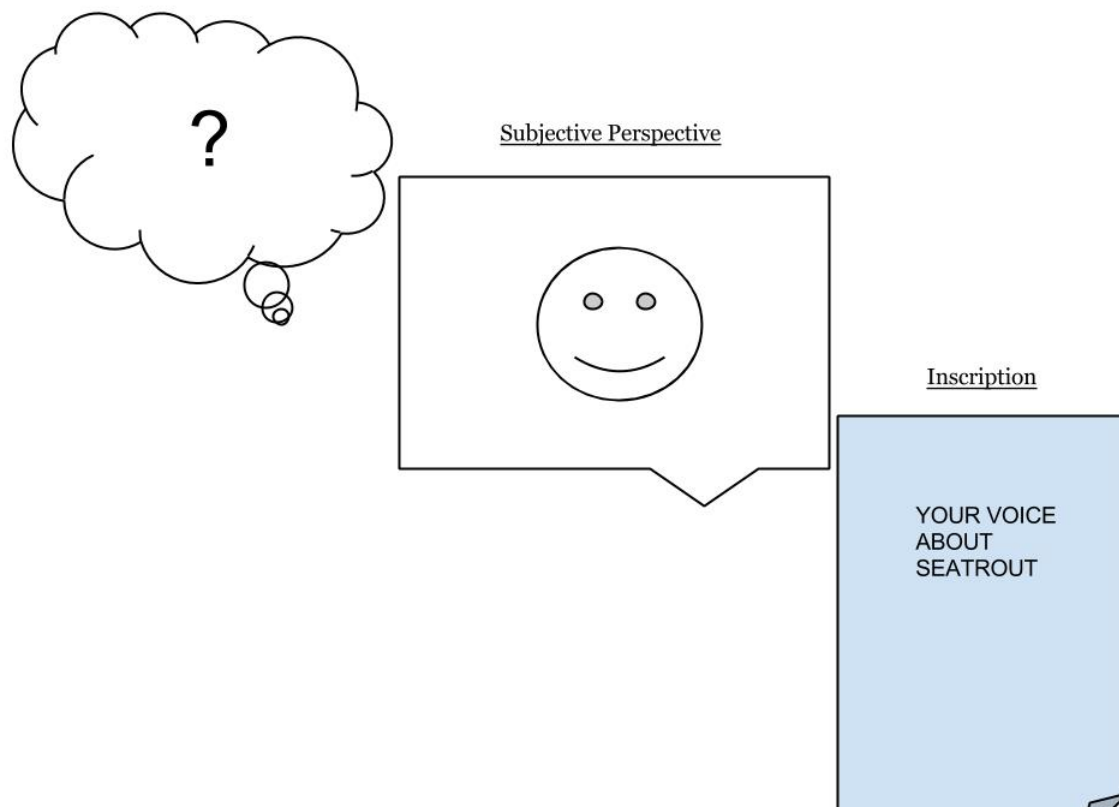 ?
Subjective Perspective
Inscription
YOUR VOICE
ABOUT
SEATROUT